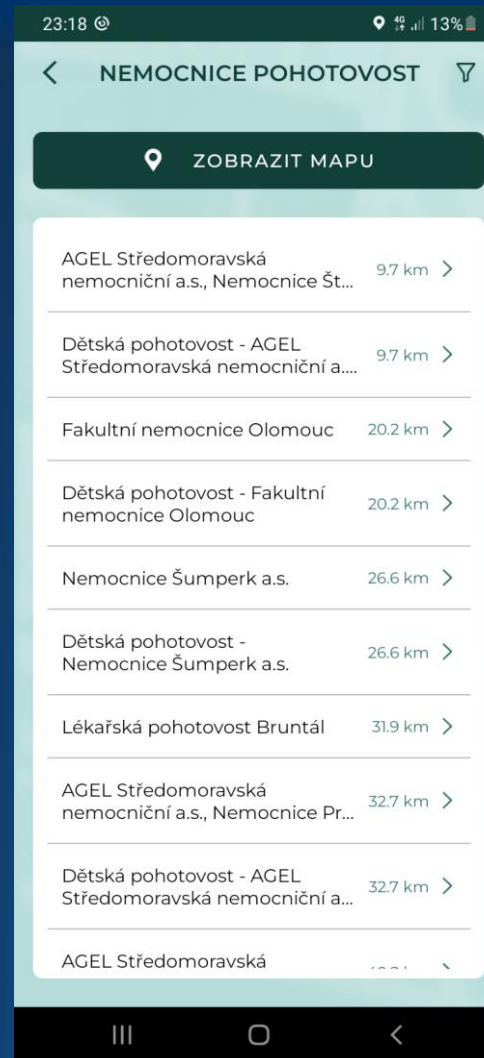 23:18 4G 13%
NEMOCNICE POHOTOVOST
ZOBRAZIT MAPU
AGEL Středomoravská
nemocniční a.s., Nemocnice Št... 9.7 km
Dětská pohotovost - AGEL
Středomoravská nemocniční a.... 9.7 km
Fakultní nemocnice Olomouc 20.2 km
Dětská pohotovost - Fakultní
nemocnice Olomouc 20.2 km
Nemocnice Šumperk a.s. 26.6 km
Dětská pohotovost -
Nemocnice Šumperk a.s. 26.6 km
Lékařská pohotovost Bruntál 31.9 km
AGEL Středomoravská
nemocniční a.s., Nemocnice Pr... 32.7 km
Dětská pohotovost - AGEL
Středomoravská nemocniční a... 32.7 km
AGEL Středomoravská